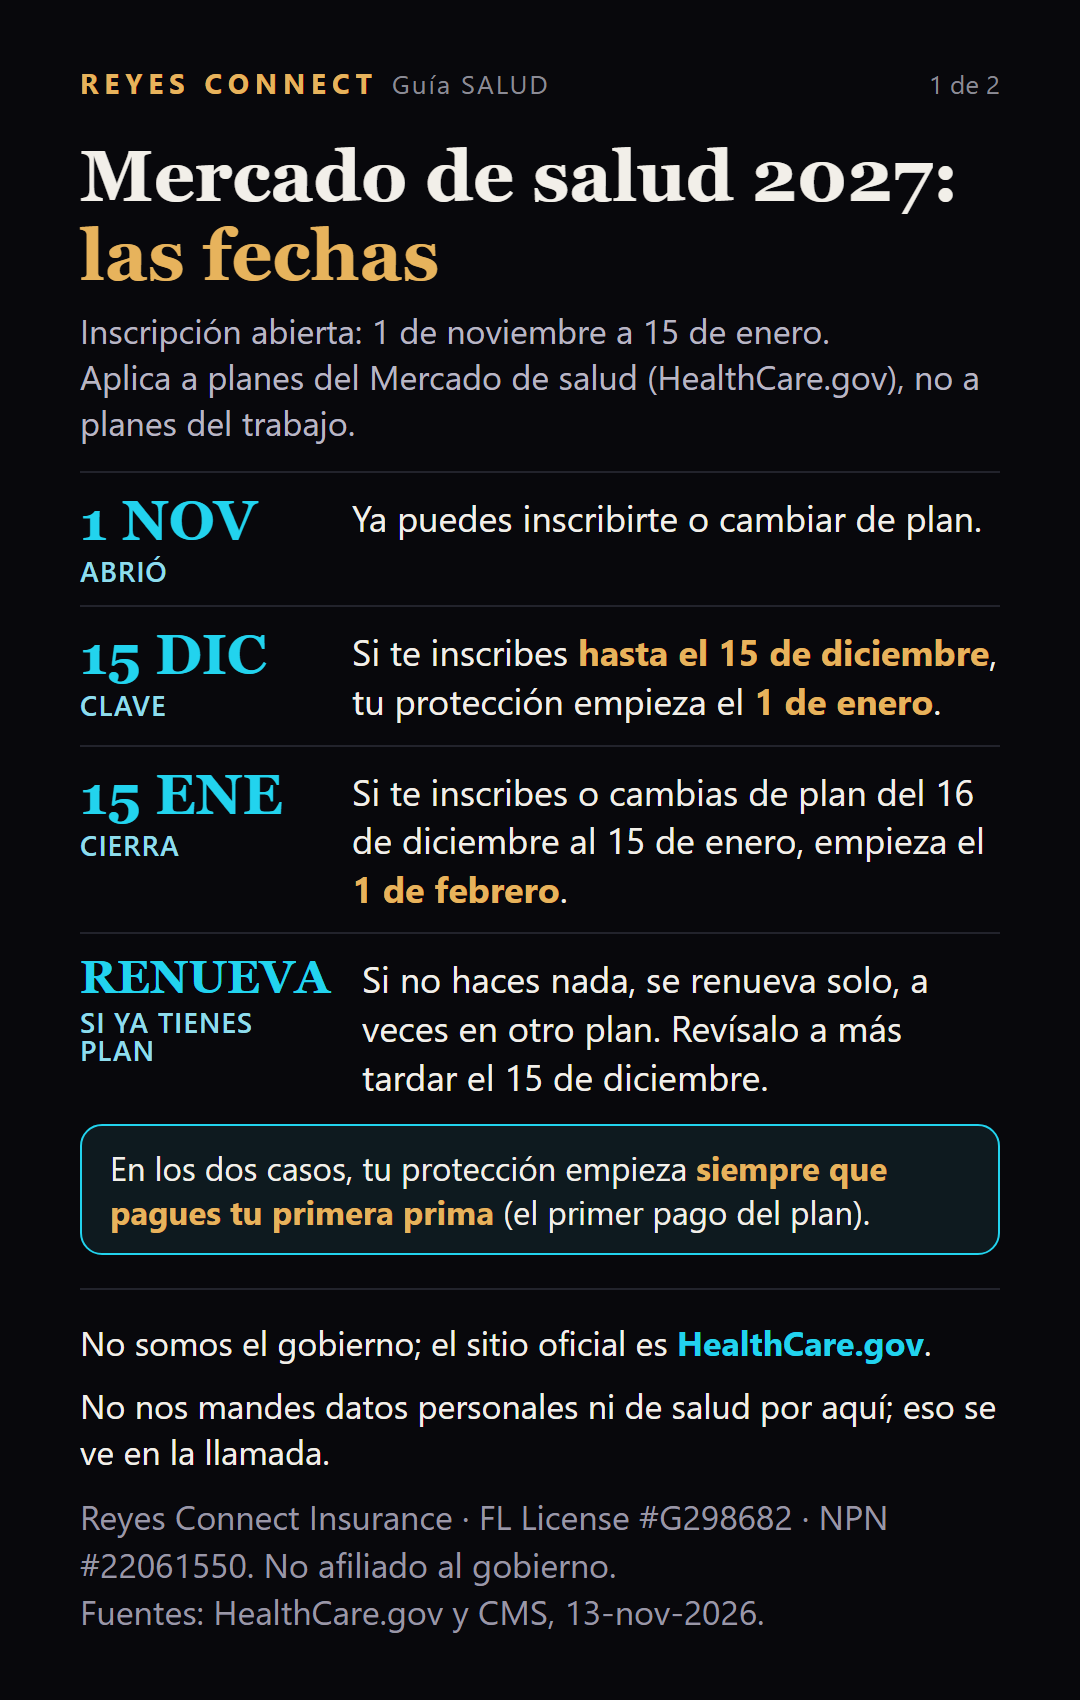 REYES CONNECT Guía SALUD
1 de 2
Mercado de salud 2027:
las fechas
Inscripción abierta: 1 de noviembre a 15 de enero.
Aplica a planes del Mercado de salud (HealthCare.gov), no a
planes del trabajo.
1 NOV
ABRIÓ
Ya puedes inscribirte o cambiar de plan.
15 DIC
CLAVE
Si te inscribes hasta el 15 de diciembre,
tu protección empieza el 1 de enero.
15 ENE
CIERRA
Si te inscribes o cambias de plan del 16
de diciembre al 15 de enero, empieza el
1 de febrero.
RENUEVA
SI YA TIENES
PLAN
Si no haces nada, se renueva solo, a
veces en otro plan. Revísalo a más
tardar el 15 de diciembre.
En los dos casos, tu protección empieza siempre que
pagues tu primera prima (el primer pago del plan).
No somos el gobierno; el sitio oficial es HealthCare.gov.
No nos mandes datos personales ni de salud por aquí; eso se
ve en la llamada.
Reyes Connect Insurance · FL License #G298682 · NPN
#22061550. No afiliado al gobierno.
Fuentes: HealthCare.gov y CMS, 13-nov-2026.